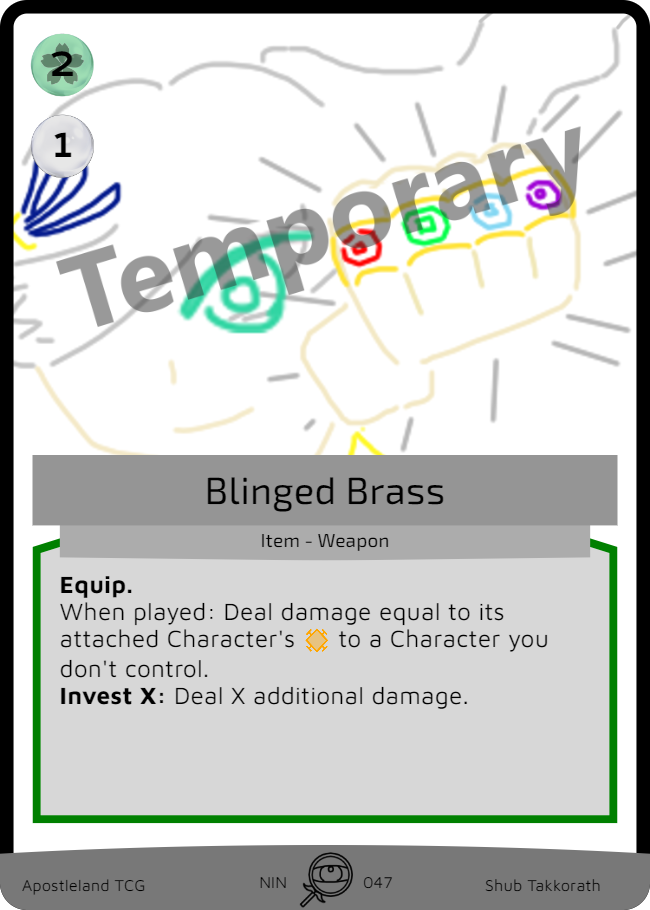 2
1
Temporary
Blinged Brass
Item - Weapon
Equip.
When played: Deal damage equal to its
attached Character's to a Character you
don't control.
Invest X: Deal X additional damage.
Apostleland TCG
NIN 047
Shub Takkorath